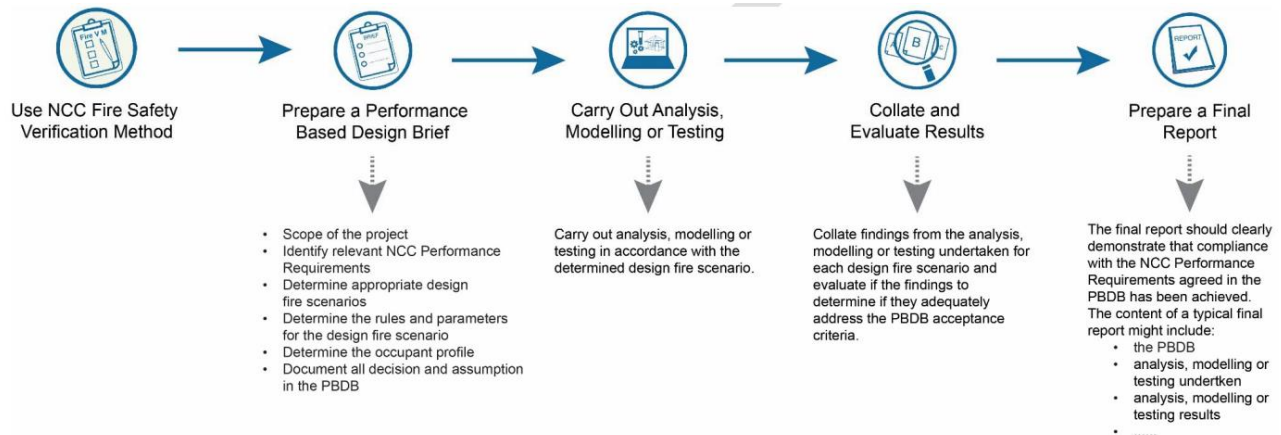 Fire V M
BRIEF
A
B
C
REPORT
Use NCC Fire Safety
Verification Method
Prepare a Performance
Based Design Brief
Carry Out Analysis,
Modelling or Testing
Collate and
Evaluate Results
Prepare a Final
Report
• Scope of the project
• Identify relevant NCC Performance
Requirements
• Determine appropriate design
fire scenarios
• Determine the rules and parameters
for the design fire scenario
• Determine the occupant profile
• Document all decision and assumption
in the PBDB
Carry out analysis, modelling or
testing in accordance with the
determined design fire scenario.
Collate findings from the analysis,
modelling or testing undertaken for
each design fire scenario and
evaluate if the findings to
determine if they adequately
address the PBDB acceptance
criteria.
The final report should clearly
demonstrate that compliance
with the NCC Performance
Requirements agreed in the
PBDB has been achieved.
The content of a typical final
report might include:
• the PBDB
• analysis, modelling or
testing undertken
• analysis, modelling or
testing results
• ......